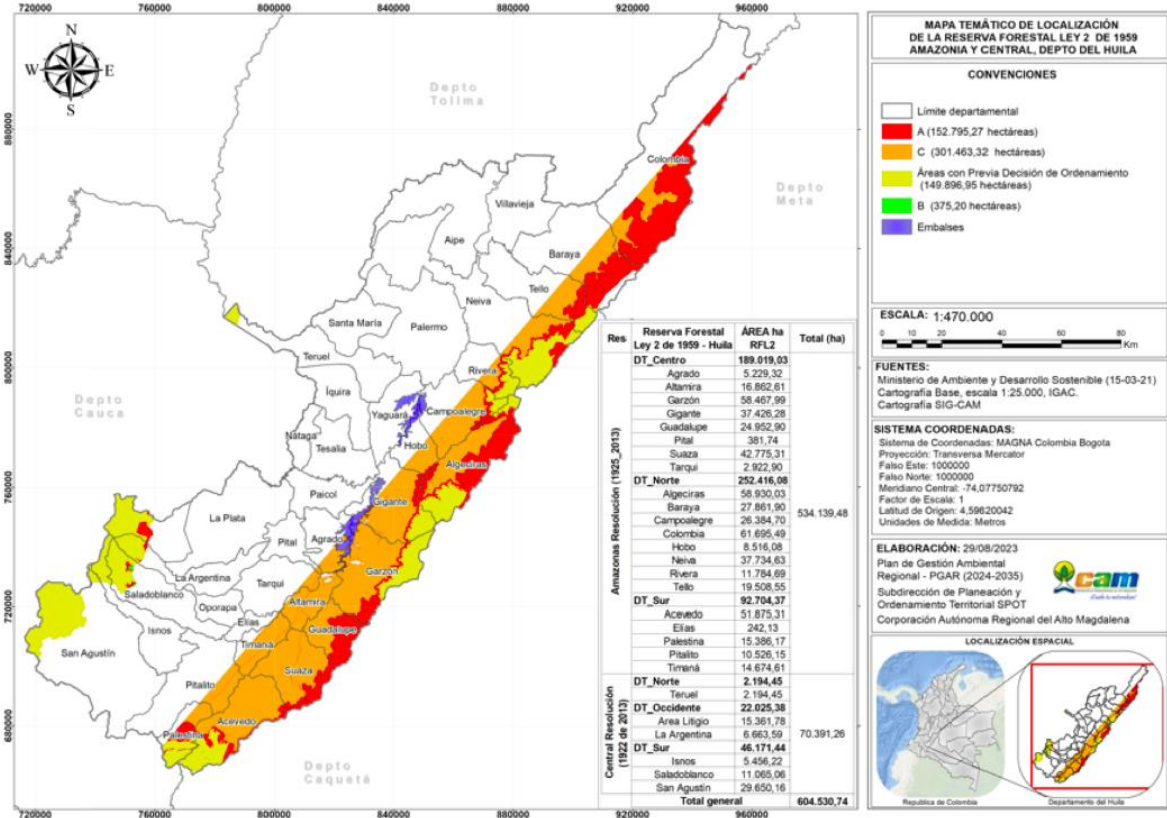 720000 760000 800000 840000 880000 920000 960000
N
W E
S
Depto
Tolima
Depto
Meta
Depto
Cauca
Depto
Caquetá
880000
840000
800000
760000
720000
680000
Colombia
Villavieja
Aipe
Baraya
Tello
Neiva
Santa María
Palermo
Teruel
Rivera
Íquira
Yaguará
Campoalegre
Nátaga
Tesalia
Hobo
Algeciras
Paicol
Gigante
La Plata
Pital
Agrado
Garzón
La Argentina
Tarqui
Saladoblanco
Oporapa
Altamira
Elías
Guadalupe
Isnos
Timaná
San Agustín
Suaza
Pitalito
Acevedo
Palestina
720000 760000 800000 840000 880000 920000 960000
Res Reserva Forestal Ley 2 de 1959 - Huila ÁREA ha RFL2 Total (ha)
Amazonas Resolución (1925_2013)
DT_Centro 189.019,03
Agrado 5.229,32
Altamira 16.862,61
Garzón 58.467,99
Gigante 37.426,28
Guadalupe 24.952,90
Pital 381,74
Suaza 42.775,31
Tarqui 2.922,90
DT_Norte 252.416,08
Algeciras 58.930,03
Baraya 27.861,90
534.139,48
Campoalegre 26.384,70
Colombia 61.695,49
Hobo 8.516,08
Neiva 37.734,63
Rivera 11.784,69
Tello 19.508,55
DT_Sur 92.704,37
Acevedo 51.875,31
Elías 242,13
Palestina 15.386,17
Pitalito 10.526,15
Timaná 14.674,61
Central Resolución (1922 de 2013)
DT_Norte 2.194,45
Teruel 2.194,45
DT_Occidente 22.025,38
Area Litigio 15.361,78
70.391,26
La Argentina 6.663,59
DT_Sur 46.171,44
Isnos 5.456,22
Saladoblanco 11.065,06
San Agustín 29.650,16
Total general 604.530,74
MAPA TEMÁTICO DE LOCALIZACIÓN
DE LA RESERVA FORESTAL LEY 2 DE 1959
AMAZONIA Y CENTRAL, DEPTO DEL HUILA
CONVENCIONES
Límite departamental
A (152.795,27 hectáreas)
C (301.463,32 hectáreas)
Áreas con Previa Decisión de Ordenamiento
(149.896,95 hectáreas)
B (375,20 hectáreas)
Embalses
ESCALA: 1:470.000
0 10 20 40 60 80
Km
FUENTES:
Ministerio de Ambiente y Desarrollo Sostenible (15-03-21)
Cartografía Base, escala 1:25.000, IGAC.
Cartografía SIG-CAM
SISTEMA COORDENADAS:
Sistema de Coordenadas: MAGNA Colombia Bogota
Proyección: Transversa Mercator
Falso Este: 1000000
Falso Norte: 1000000
Meridiano Central: -74,07750792
Factor de Escala: 1
Latitud de Origen: 4,59620042
Unidades de Medida: Metros
ELABORACIÓN: 29/08/2023
Plan de Gestión Ambiental
Regional - PGAR (2024-2035)
Subdirección de Planeación y
Ordenamiento Territorial SPOT
Corporación Autónoma Regional del Alto Magdalena
cam
LOCALIZACIÓN ESPACIAL
Republica de Colombia
Departamento del Huila